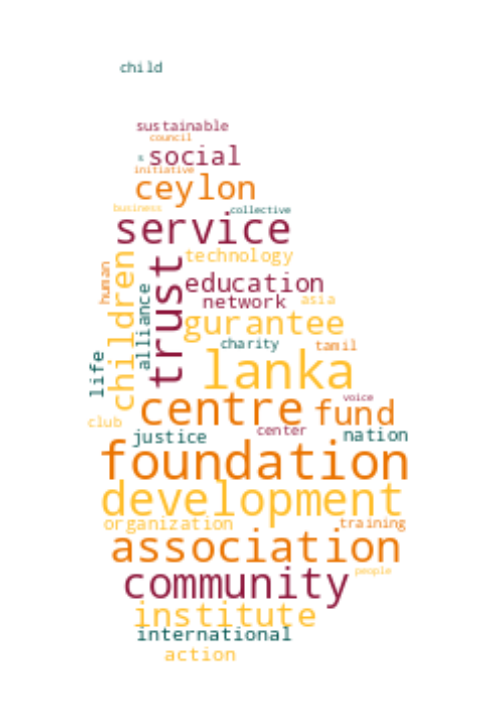 child
sustainable
council
s social
initiative
ceylon
business
collective
service
technology
children
human
trust
education
alliance
network asia
gurantee
charity tamil
life
lanka
centre fund
voice
club
justice center nation
foundation
development
organization training
association
people
community
institute
international
action